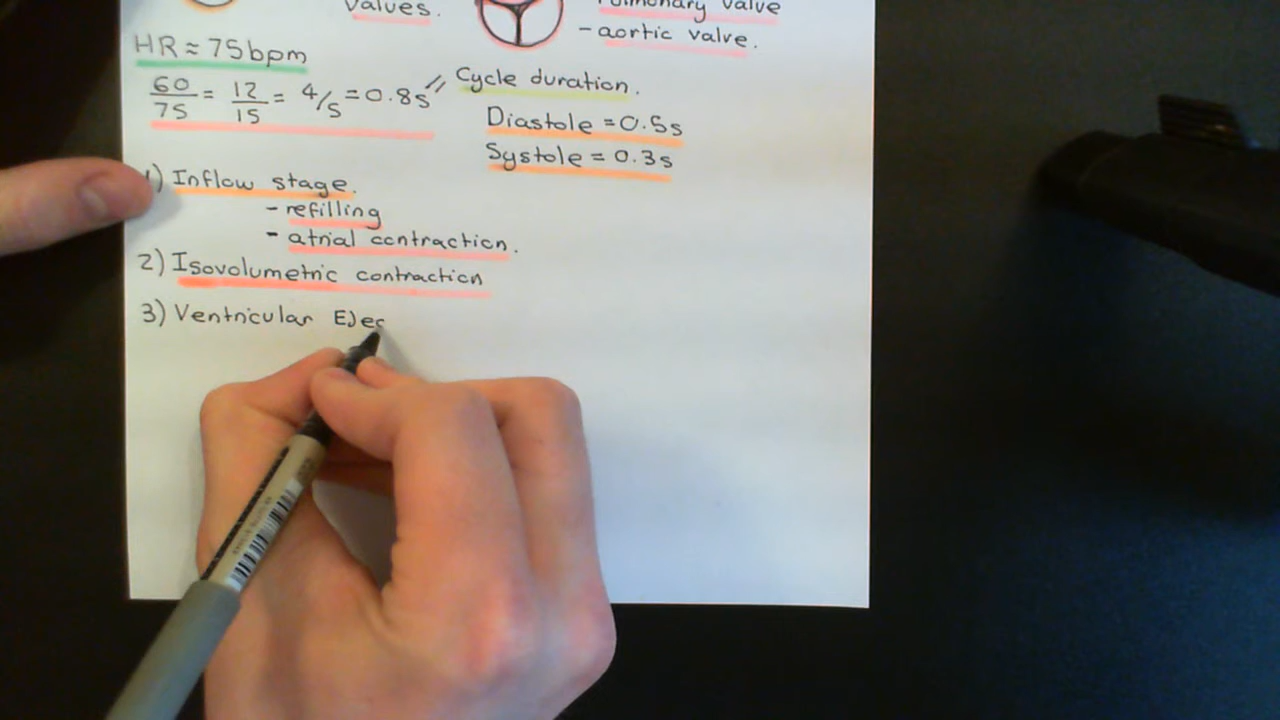 values.
Pulmonary valve
- aortic valve.
HR ≈ 75bpm
60/75 = 12/15 = 4/5 = 0.8s // Cycle duration.
Diastole = 0.5s
Systole = 0.3s
1) Inflow stage.
- refilling
- atrial contraction.
2) Isovolumetric contraction
3) Ventricular Ejec